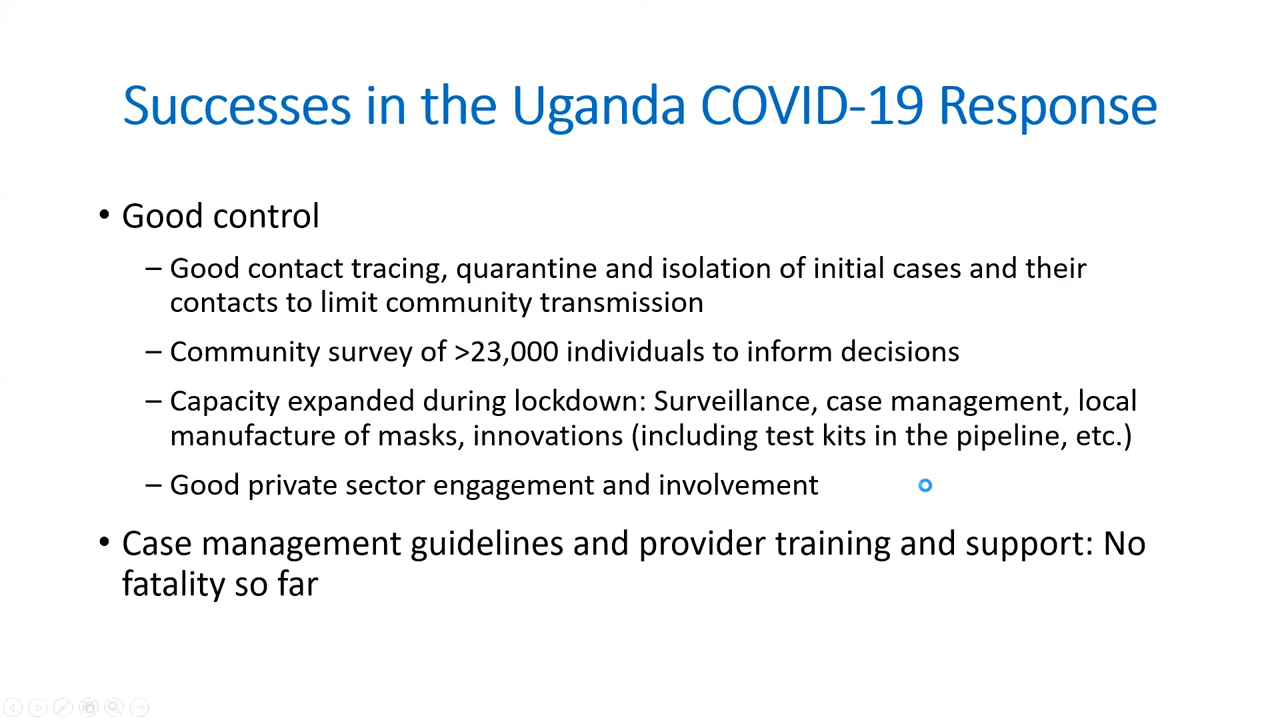 Successes in the Uganda COVID-19 Response
• Good control
– Good contact tracing, quarantine and isolation of initial cases and their
contacts to limit community transmission
– Community survey of >23,000 individuals to inform decisions
– Capacity expanded during lockdown: Surveillance, case management, local
manufacture of masks, innovations (including test kits in the pipeline, etc.)
– Good private sector engagement and involvement
• Case management guidelines and provider training and support: No
fatality so far